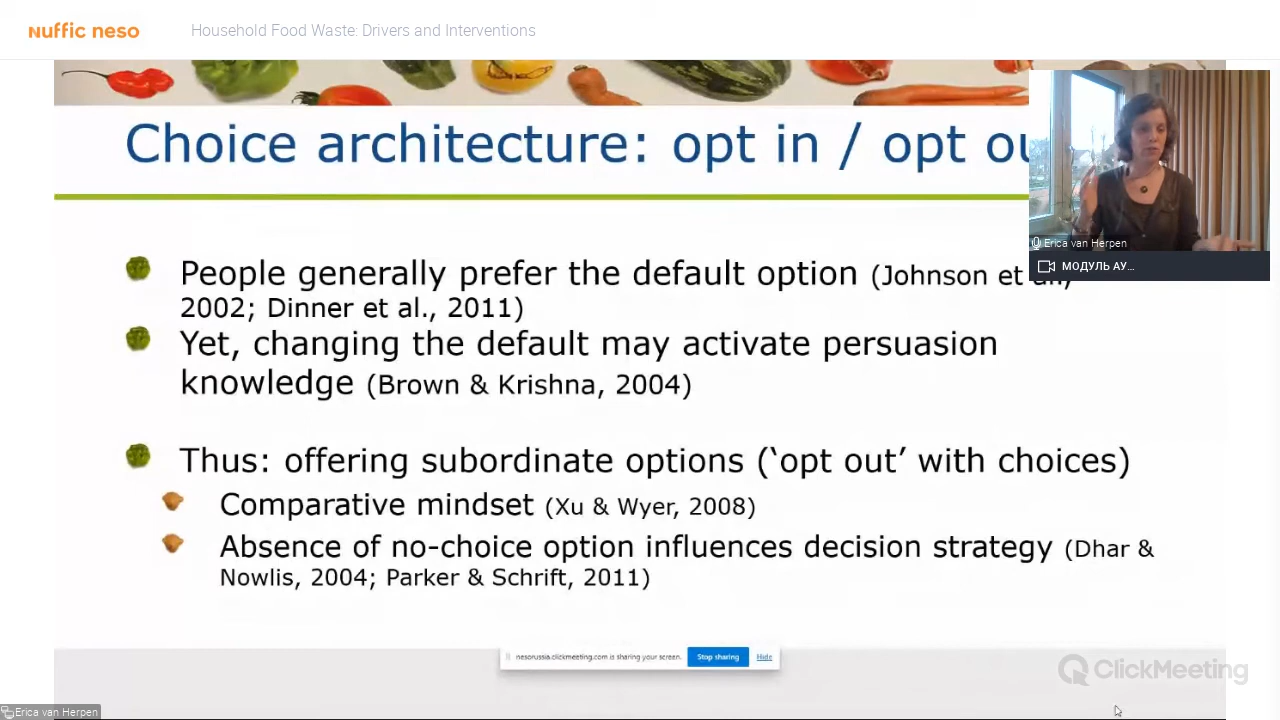 nuffic neso
Household Food Waste: Drivers and Interventions
Choice architecture: opt in / opt ou
Erica van Herpen
МОДУЛЬ АУ...
People generally prefer the default option (Johnson et al.,
2002; Dinner et al., 2011)
Yet, changing the default may activate persuasion
knowledge (Brown & Krishna, 2004)
Thus: offering subordinate options (‘opt out’ with choices)
Comparative mindset (Xu & Wyer, 2008)
Absence of no-choice option influences decision strategy (Dhar &
Nowlis, 2004; Parker & Schrift, 2011)
nesorussia.clickmeeting.com is sharing your screen.
Stop sharing
Hide
ClickMeeting
Erica van Herpen